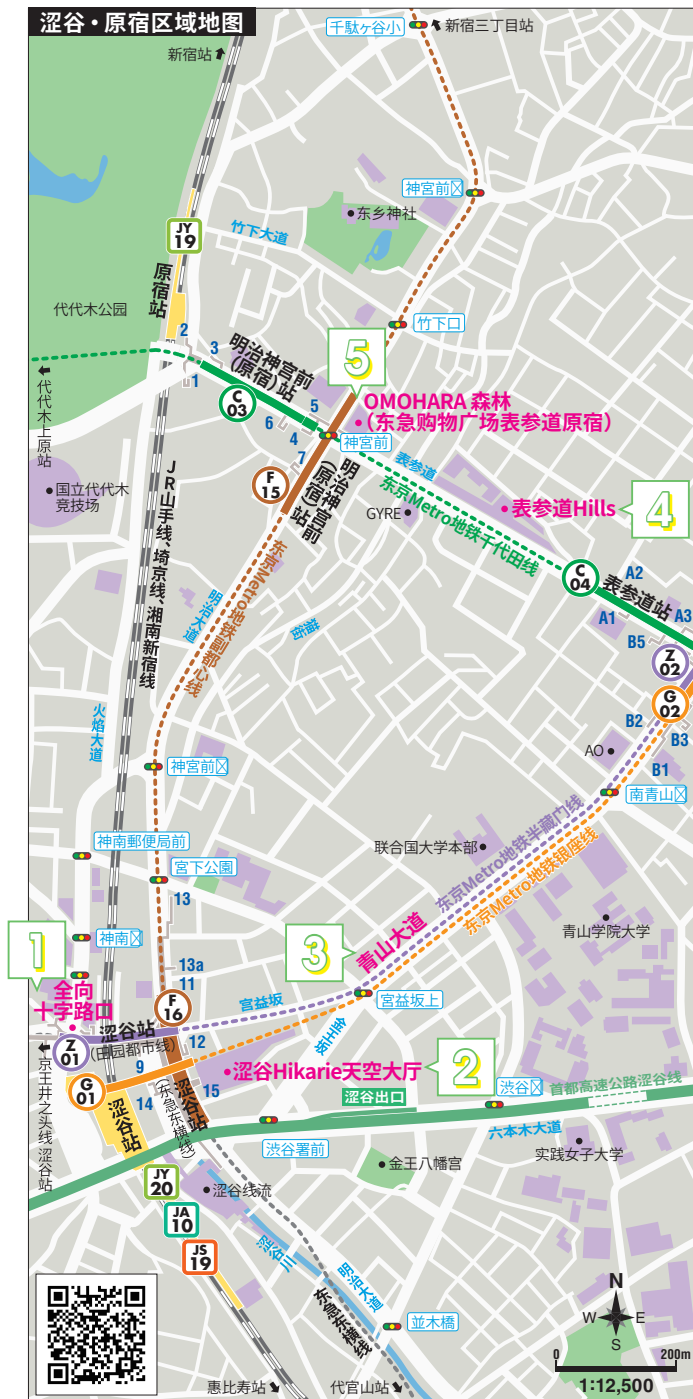 涩谷・原宿区域地图
千駄ヶ谷小
新宿三丁目站
新宿站
神宮前
东乡神社
竹下大道
JY
19
原宿站
代代木公园
竹下口
2
3
1
明治神宫前
(原宿)站
C
03
5
6
4
7
5
OMOHARA 森林
(东急购物广场表参道原宿)
神宮前
代代木上原站
国立代代木
竞技场
F
15
明治神宫前
(原宿)站
GYRE
表参道
东京Metro地铁千代田线
表参道Hills
4
C
04
A2
表参道站
A1
A3
B5
Z
02
G
02
B2
B3
B1
AO
JR山手线、埼京线、湘南新宿线
明治大道
东京Metro地铁副都心线
猫街
火焰大道
神宮前
南青山
神南郵便局前
联合国大学本部
东京Metro地铁半藏门线
东京Metro地铁银座线
宮下公園
13
青山学院大学
神南
1
全向
十字路口
3
青山大道
13a
11
F
16
宫益坂
宮益坂上
金王坂
涩谷站
(田园都市线)
Z
01
12
9
G
01
涩谷Hikarie天空大厅
2
京王井之头线 涩谷站
14
15
涩谷站
涩谷站
(东急东横线)
涩谷出口
渋谷
首都高速公路涩谷线
渋谷署前
六本木大道
金王八幡宫
实践女子大学
JY
20
涩谷线流
JA
10
JS
19
涩谷川
明治大道
东急东横线
並木橋
惠比寿站
代官山站
N
W
E
S
0
200m
1:12,500